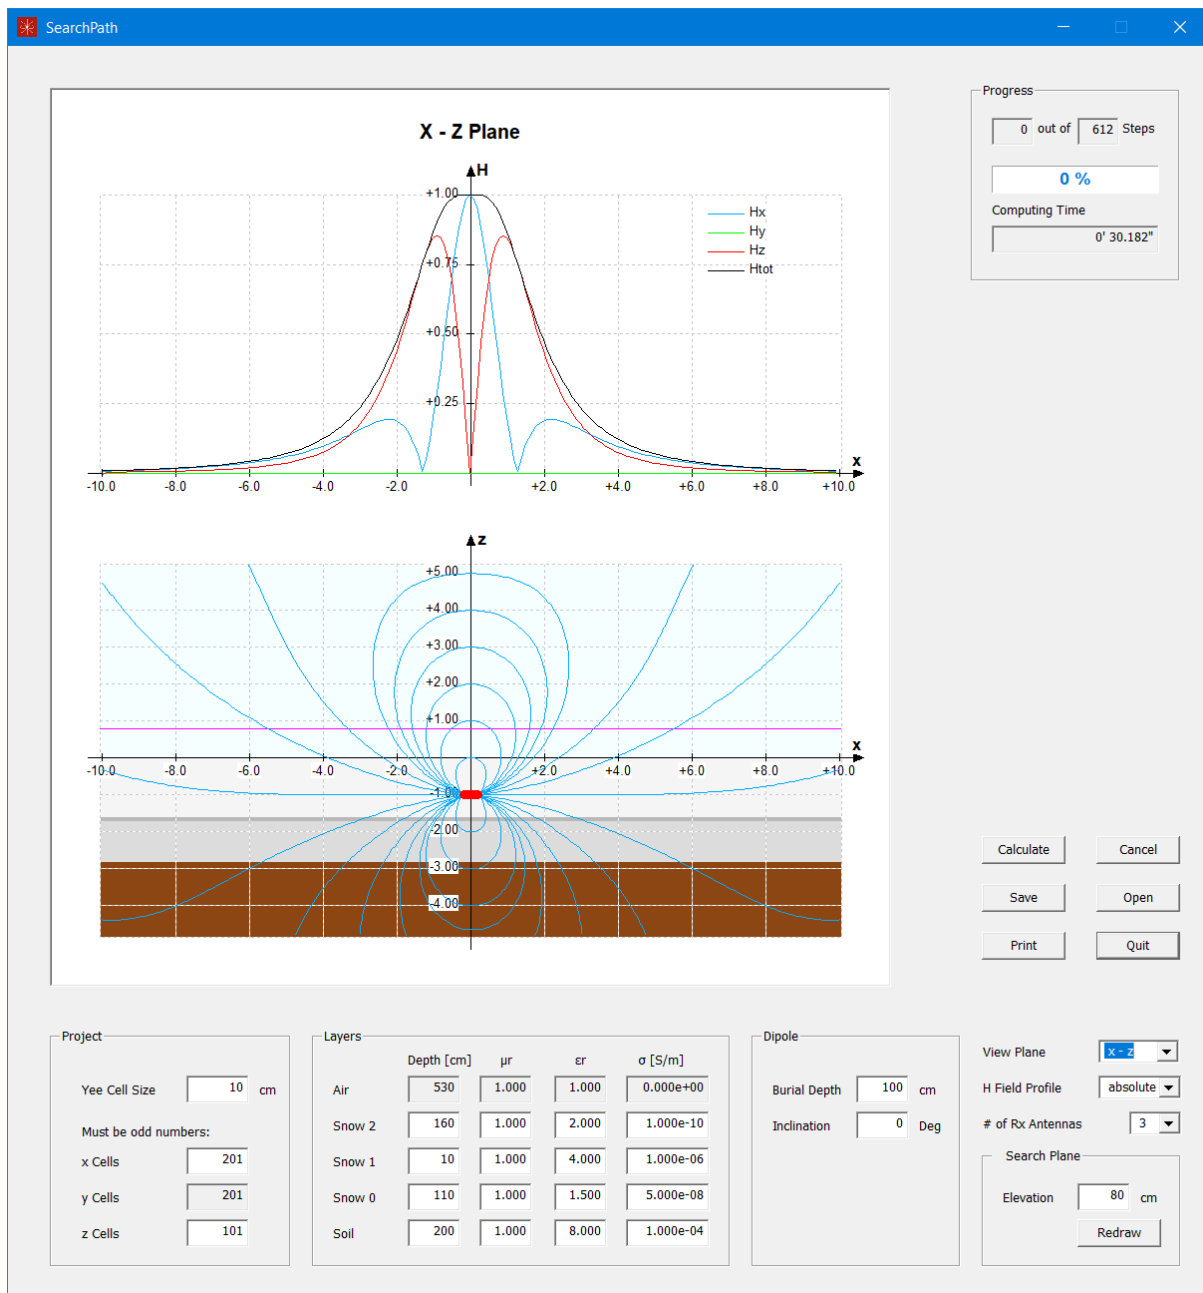 SearchPath
X - Z Plane
H
+1.00
+0.75
+0.50
+0.25
Hx
Hy
Hz
Htot
x
-10.0 -8.0 -6.0 -4.0 -2.0 +2.0 +4.0 +6.0 +8.0 +10.0
z
+5.00
+4.00
+3.00
+2.00
+1.00
x
-10.0 -8.0 -6.0 -4.0 -2.0 +2.0 +4.0 +6.0 +8.0 +10.0
-1.00
-2.00
-3.00
-4.00
Progress
0 out of 612 Steps
0 %
Computing Time
0' 30.182"
Calculate Cancel
Save Open
Print Quit
Project
Yee Cell Size 10 cm
Must be odd numbers:
x Cells 201
y Cells 201
z Cells 101
Layers
Depth [cm] µr εr σ [S/m]
Air 530 1.000 1.000 0.000e+00
Snow 2 160 1.000 2.000 1.000e-10
Snow 1 10 1.000 4.000 1.000e-06
Snow 0 110 1.000 1.500 5.000e-08
Soil 200 1.000 8.000 1.000e-04
Dipole
Burial Depth 100 cm
Inclination 0 Deg
View Plane x - z
H Field Profile absolute
# of Rx Antennas 3
Search Plane
Elevation 80 cm
Redraw